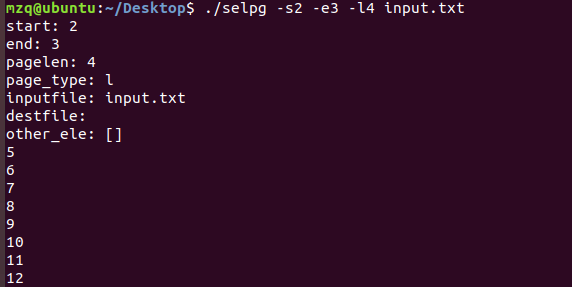 mzq@ubuntu:~/Desktop$ ./selpg -s2 -e3 -l4 input.txt
start: 2
end: 3
pagelen: 4
page_type: l
inputfile: input.txt
destfile:
other_ele: []
5
6
7
8
9
10
11
12